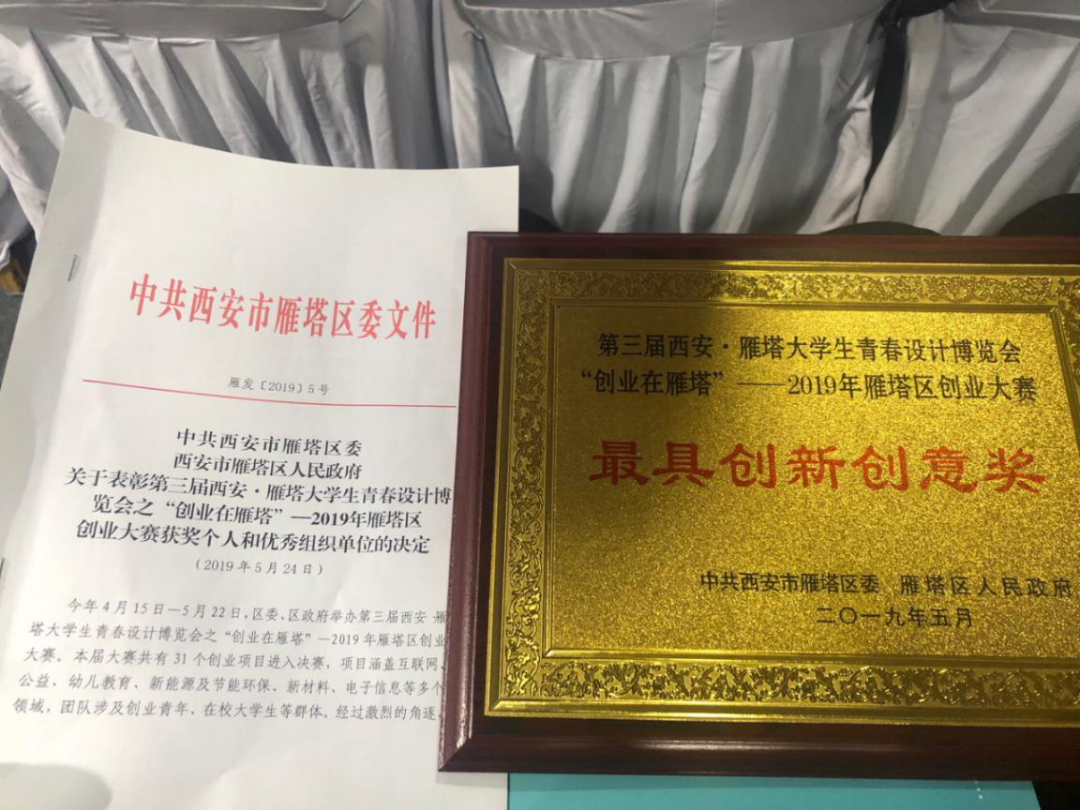 中共西安市雁塔区委文件
雁发〔2019〕5号
中共西安市雁塔区委
西安市雁塔区人民政府
关于表彰第三届西安·雁塔大学生青春设计博
览会之“创业在雁塔”—2019年雁塔区
创业大赛获奖个人和优秀组织单位的决定
(2019年5月24日)
今年4月15日—5月22日,区委、区政府举办第三届西安·雁
塔大学生青春设计博览会之“创业在雁塔”—2019年雁塔区创业
大赛。本届大赛共有31个创业项目进入决赛，项目涵盖互联网、
公益、幼儿教育、新能源及节能环保、新材料、电子信息等多个
领域，团队涉及创业青年、在校大学生等群体。经过激烈的角逐、
第三届西安·雁塔大学生青春设计博览会
“创业在雁塔”——2019年雁塔区创业大赛
最具创新创意奖
中共西安市雁塔区委 雁塔区人民政府
二〇一九年五月